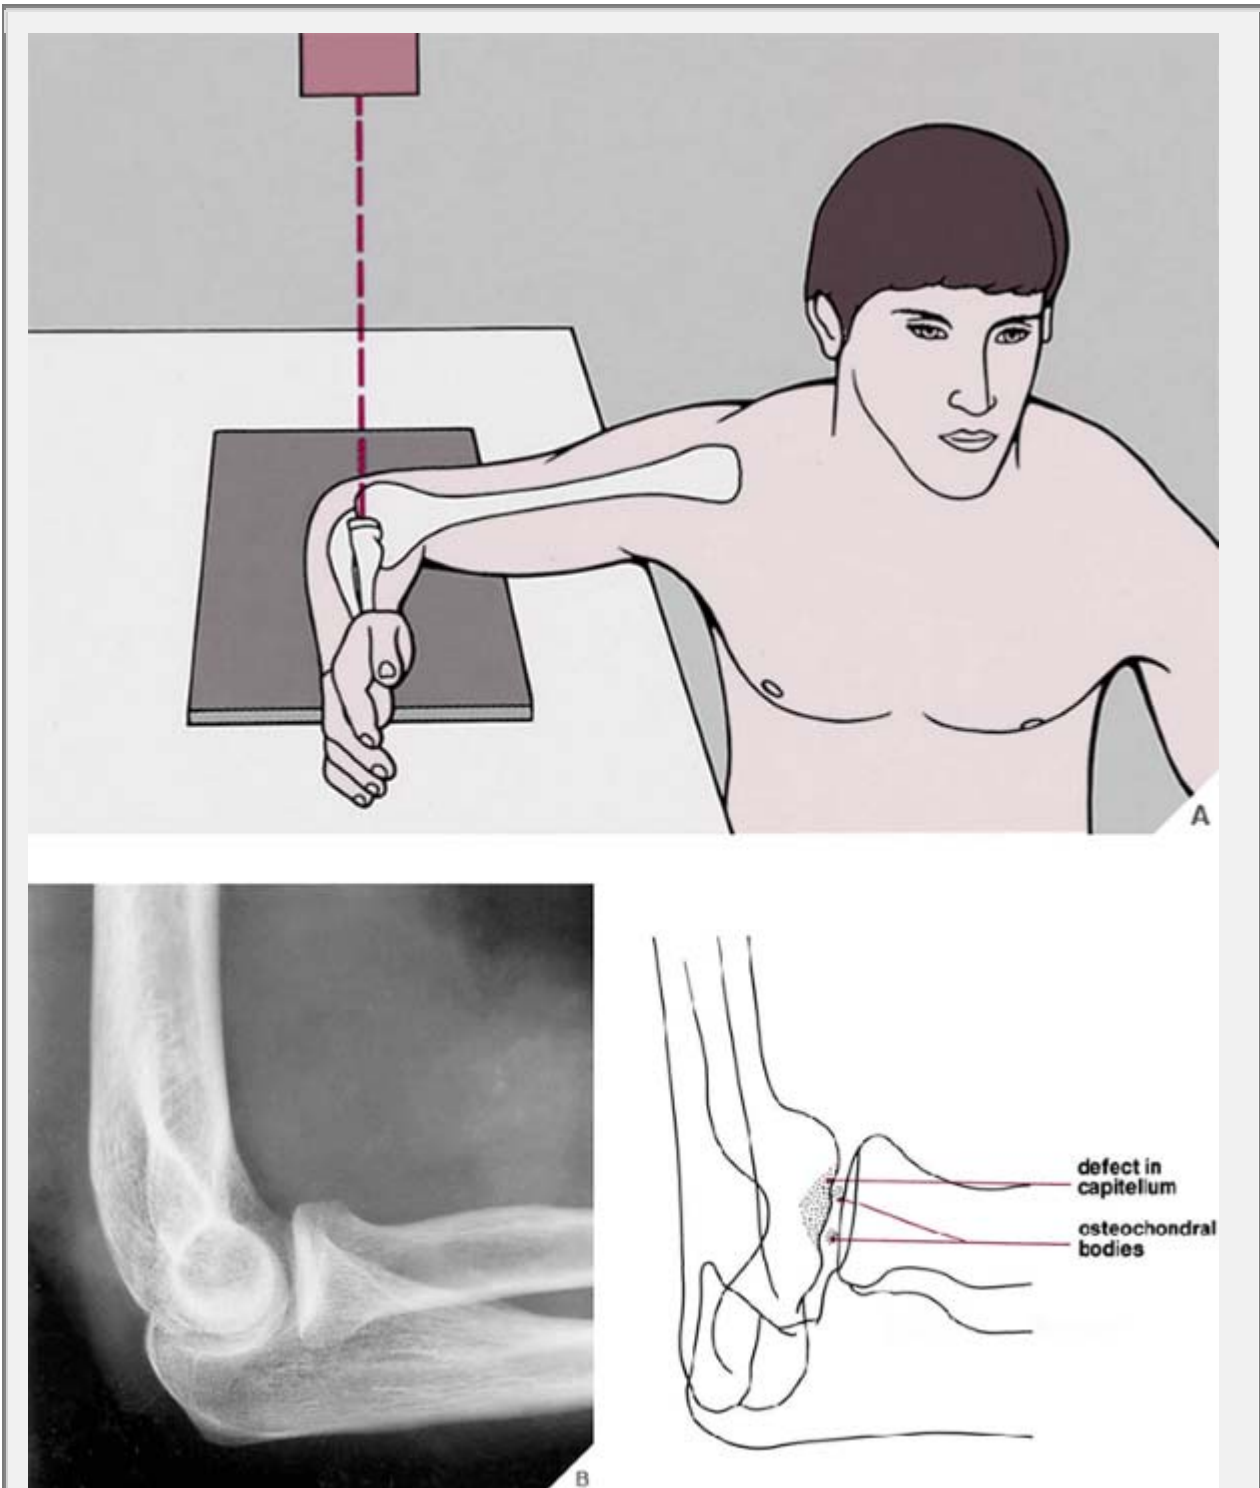 A
defect in
capitellum
osteochondral
bodies
B